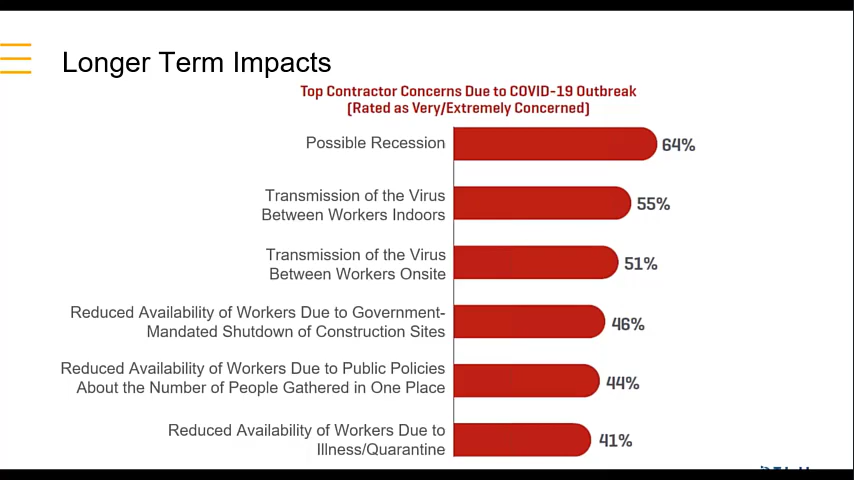 Longer Term Impacts
Top Contractor Concerns Due to COVID-19 Outbreak
(Rated as Very/Extremely Concerned)
Possible Recession
64%
Transmission of the Virus
Between Workers Indoors
55%
Transmission of the Virus
Between Workers Onsite
51%
Reduced Availability of Workers Due to Government-
Mandated Shutdown of Construction Sites
46%
Reduced Availability of Workers Due to Public Policies
About the Number of People Gathered in One Place
44%
Reduced Availability of Workers Due to
Illness/Quarantine
41%